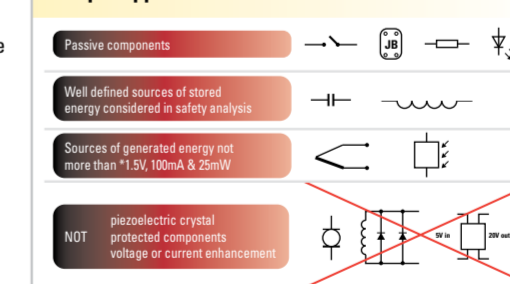 e
Passive components
JB
Well defined sources of stored
energy considered in safety analysis
Sources of generated energy not
more than *1.5V, 100mA & 25mW
NOT
piezoelectric crystal
protected components
voltage or current enhancement
5V in
20V out